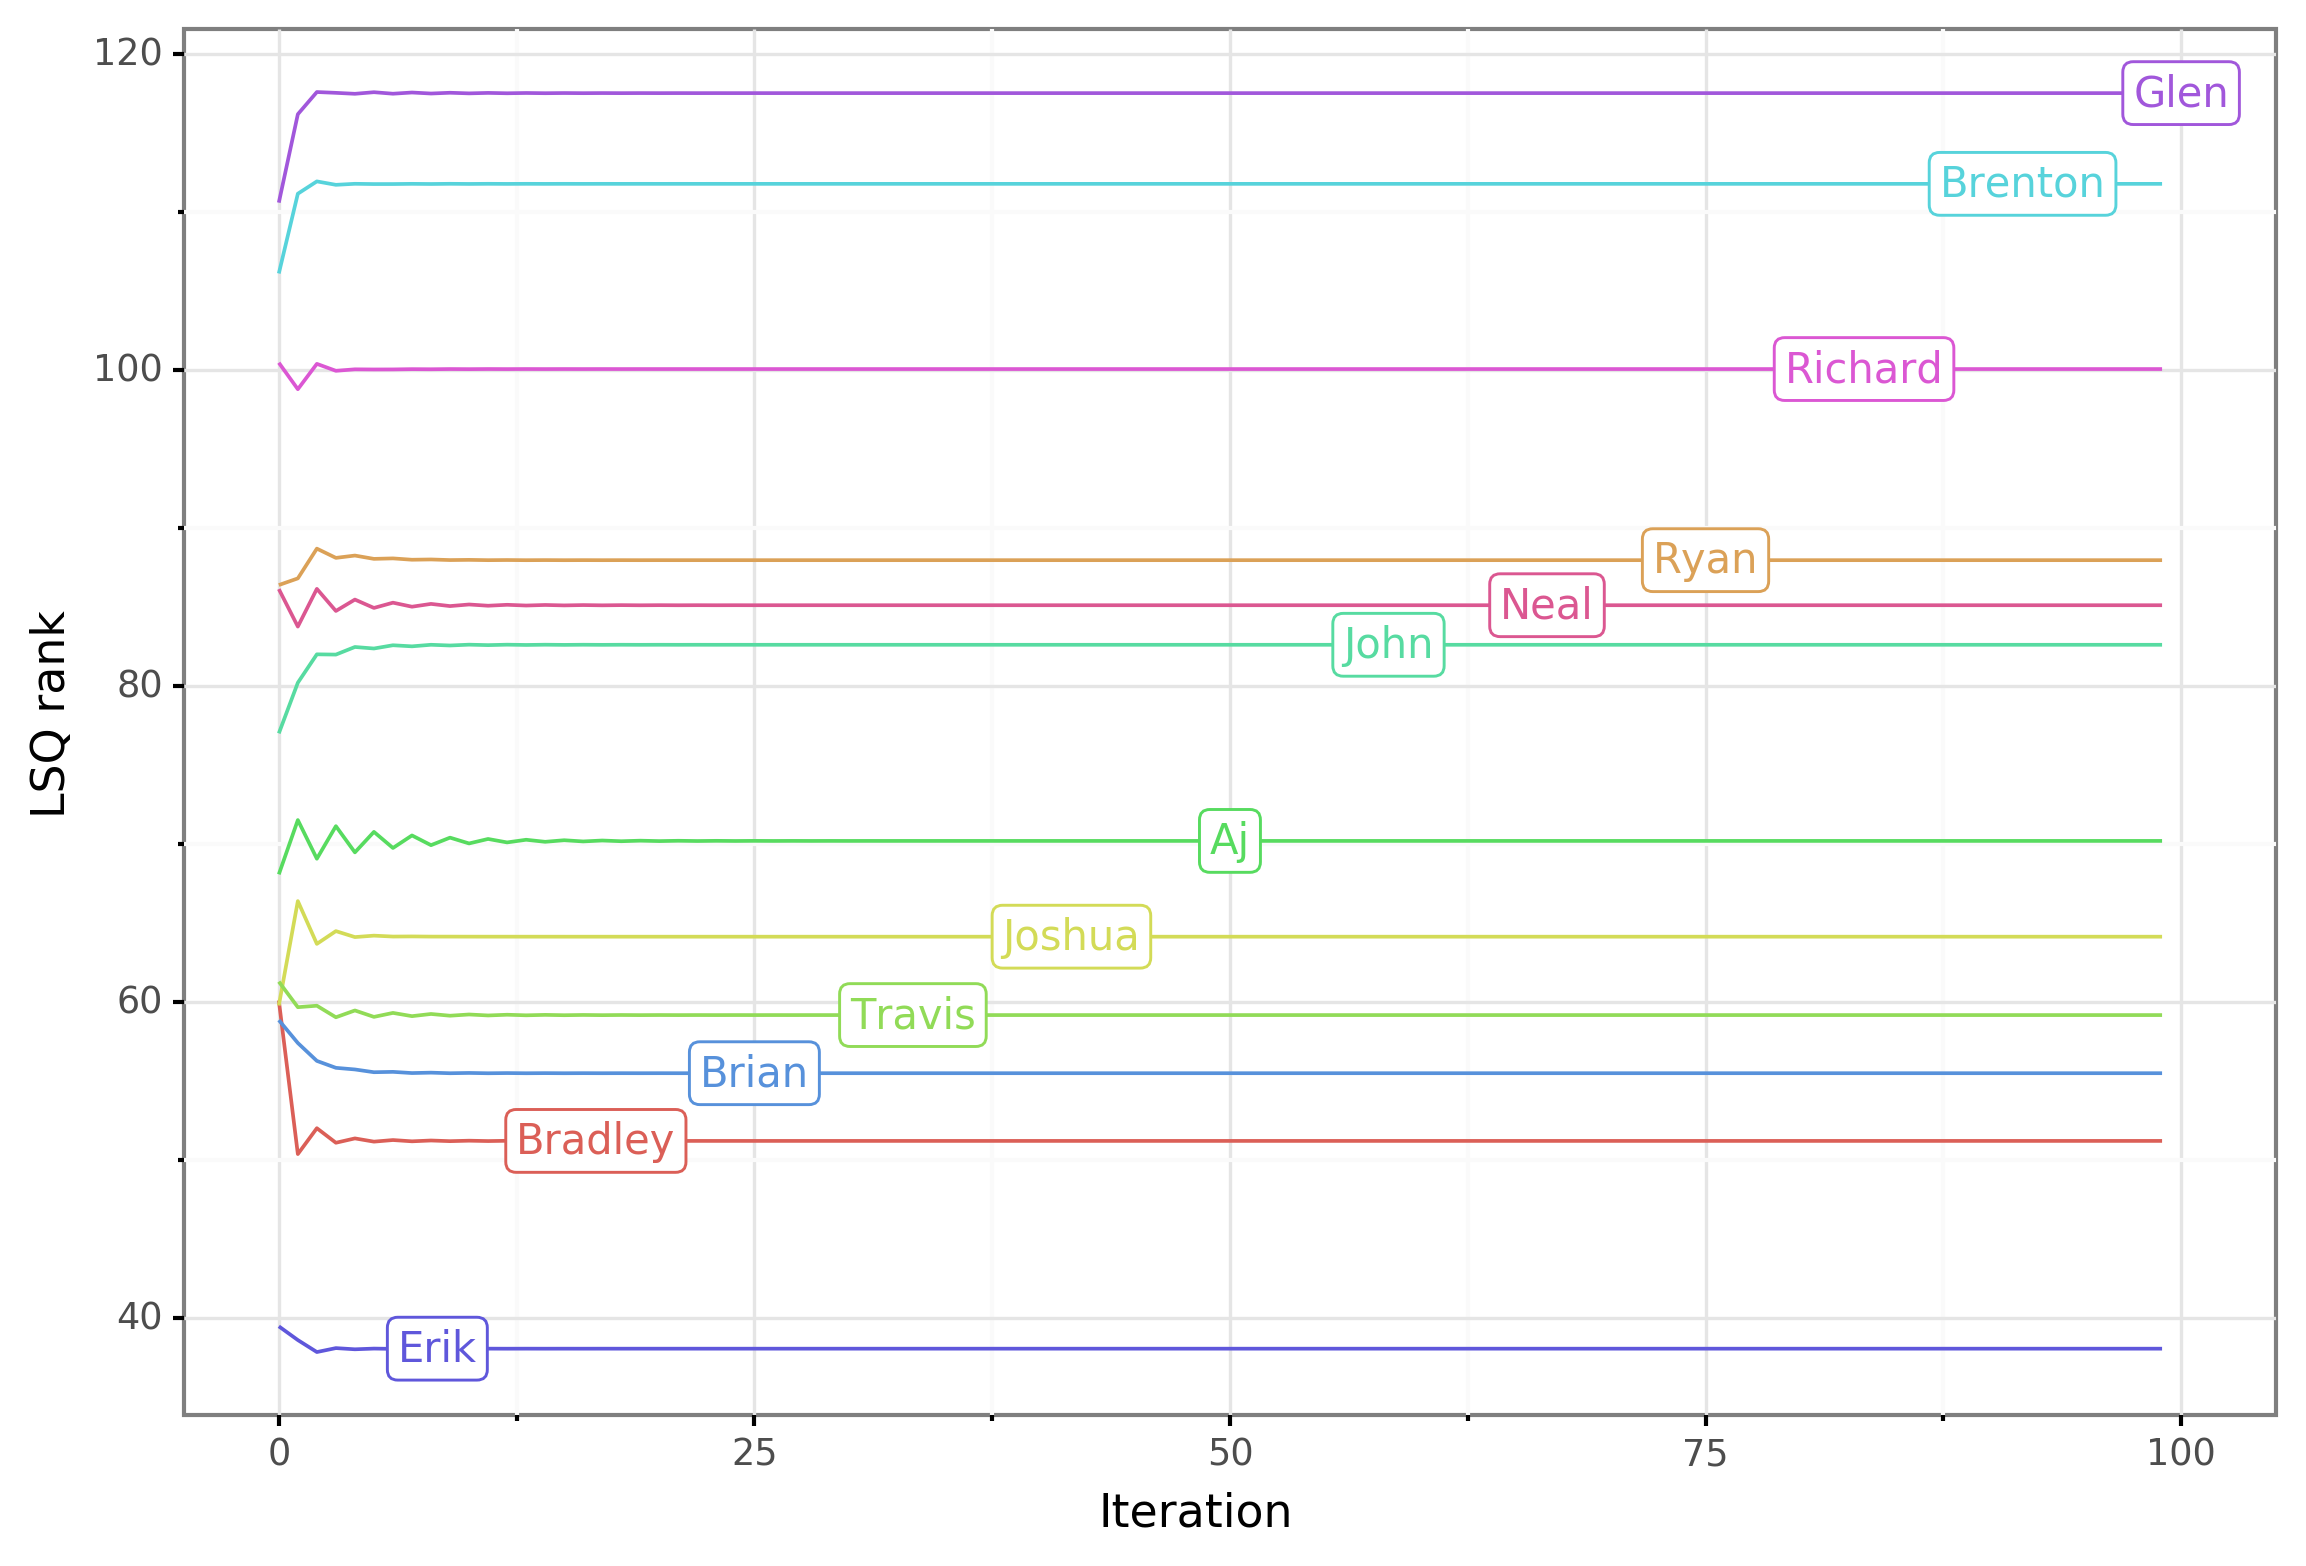 120
Glen
Brenton
100
Richard
Ryan
Neal
John
80
Aj
Joshua
60
Travis
Brian
Bradley
40
Erik
LSQ rank
0 25 50 75 100
Iteration